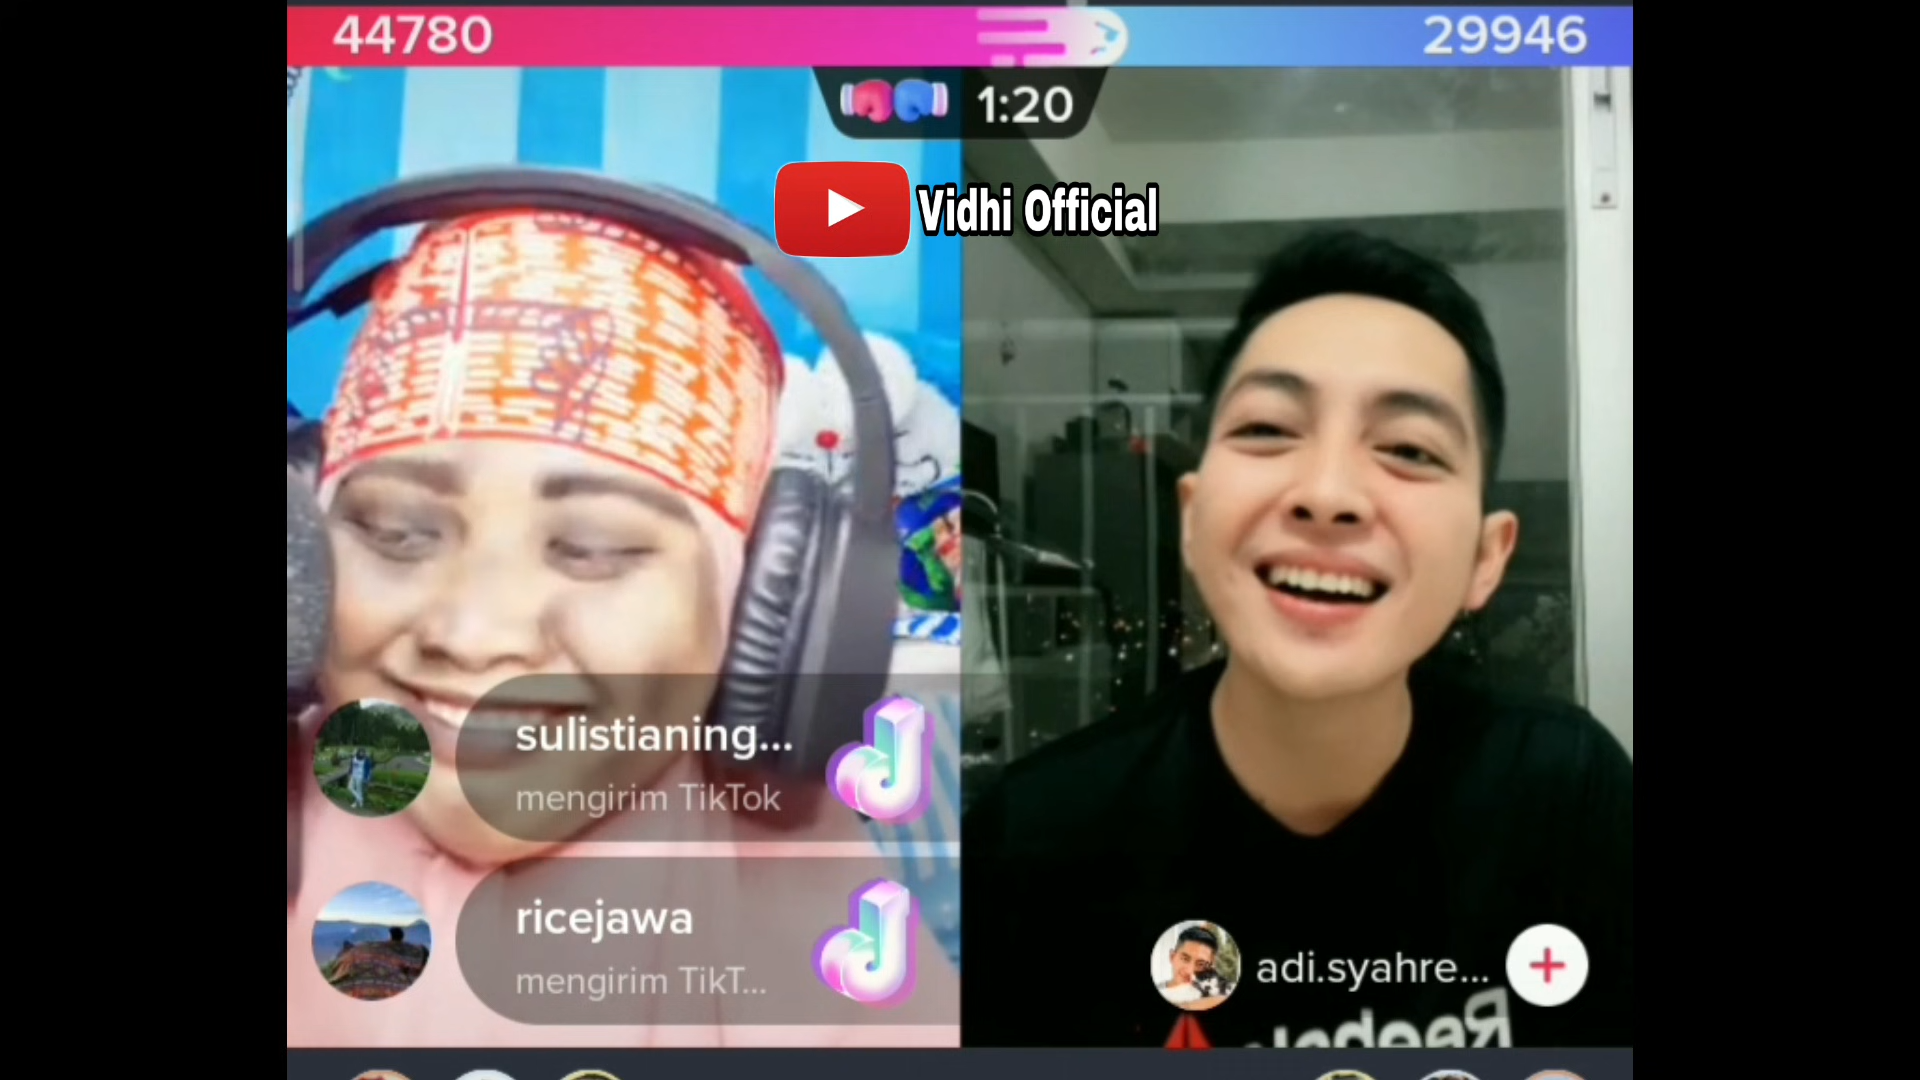 44780
29946
1:20
Vidhi Official
sulistianing...
mengirim TikTok
ricejawa
mengirim TikT...
adi.syahre...